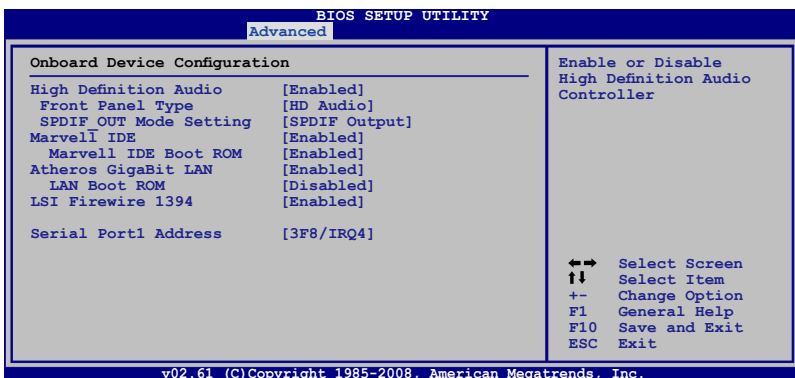 BIOS SETUP UTILITY
Advanced
Onboard Device Configuration
High Definition Audio [Enabled]
Front Panel Type [HD Audio]
SPDIF_OUT Mode Setting [SPDIF Output]
Marvell IDE [Enabled]
Marvell IDE Boot ROM [Enabled]
Atheros GigaBit LAN [Enabled]
LAN Boot ROM [Disabled]
LSI Firewire 1394 [Enabled]
Serial Port1 Address [3F8/IRQ4]
Enable or Disable
High Definition Audio
Controller
←→ Select Screen
↑↓ Select Item
+- Change Option
F1 General Help
F10 Save and Exit
ESC Exit
v02.61 (C)Copyright 1985-2008, American Megatrends, Inc.